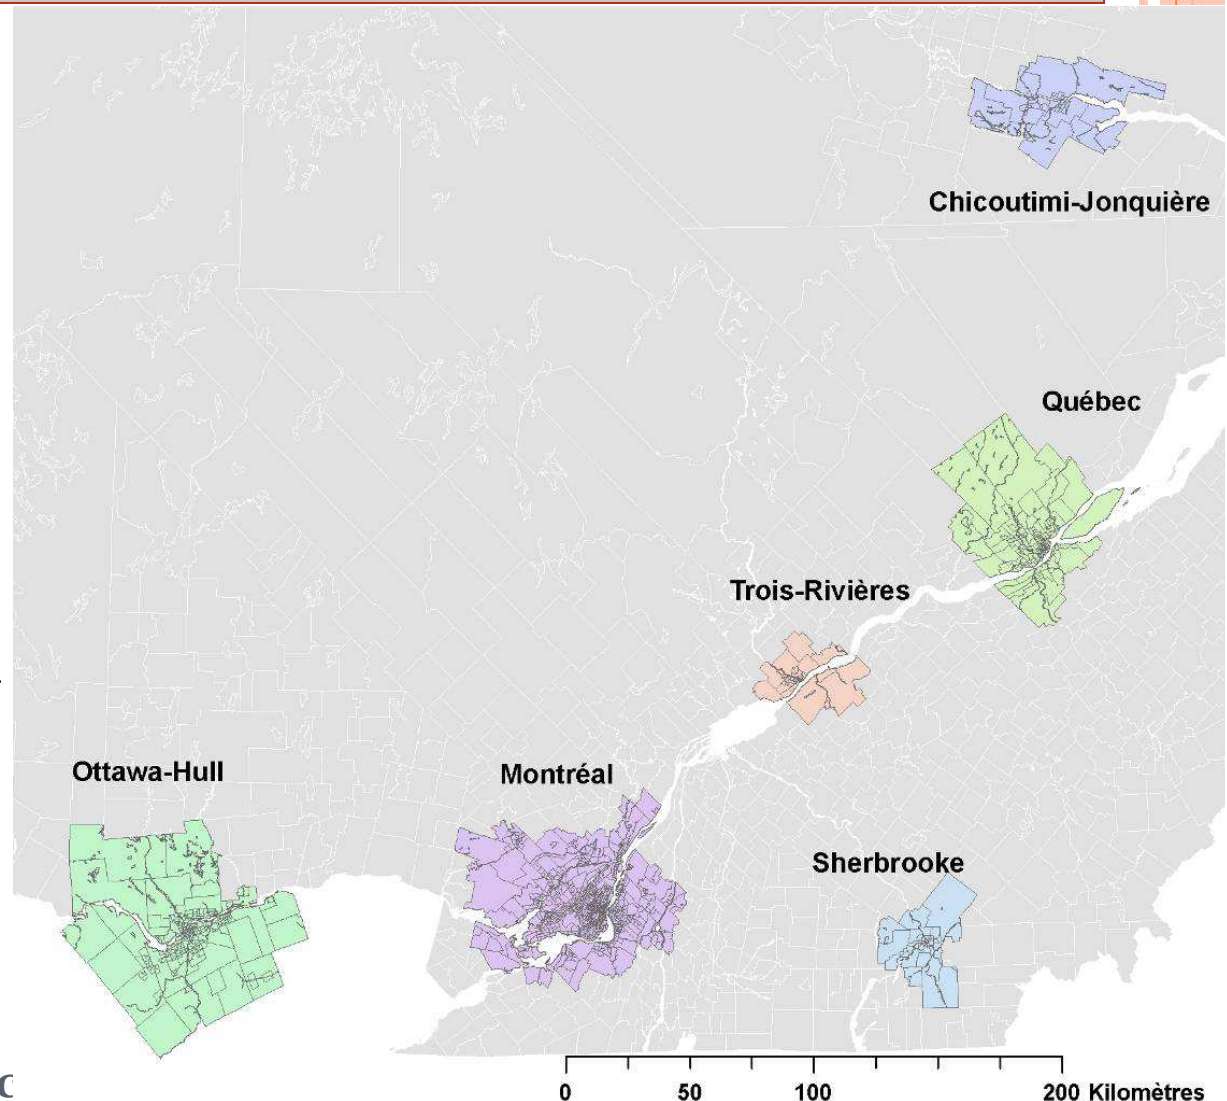 Chicoutimi-Jonquière
Québec
Trois-Rivières
Ottawa-Hull
Montréal
Sherbrooke
0 50 100 200 Kilomètres